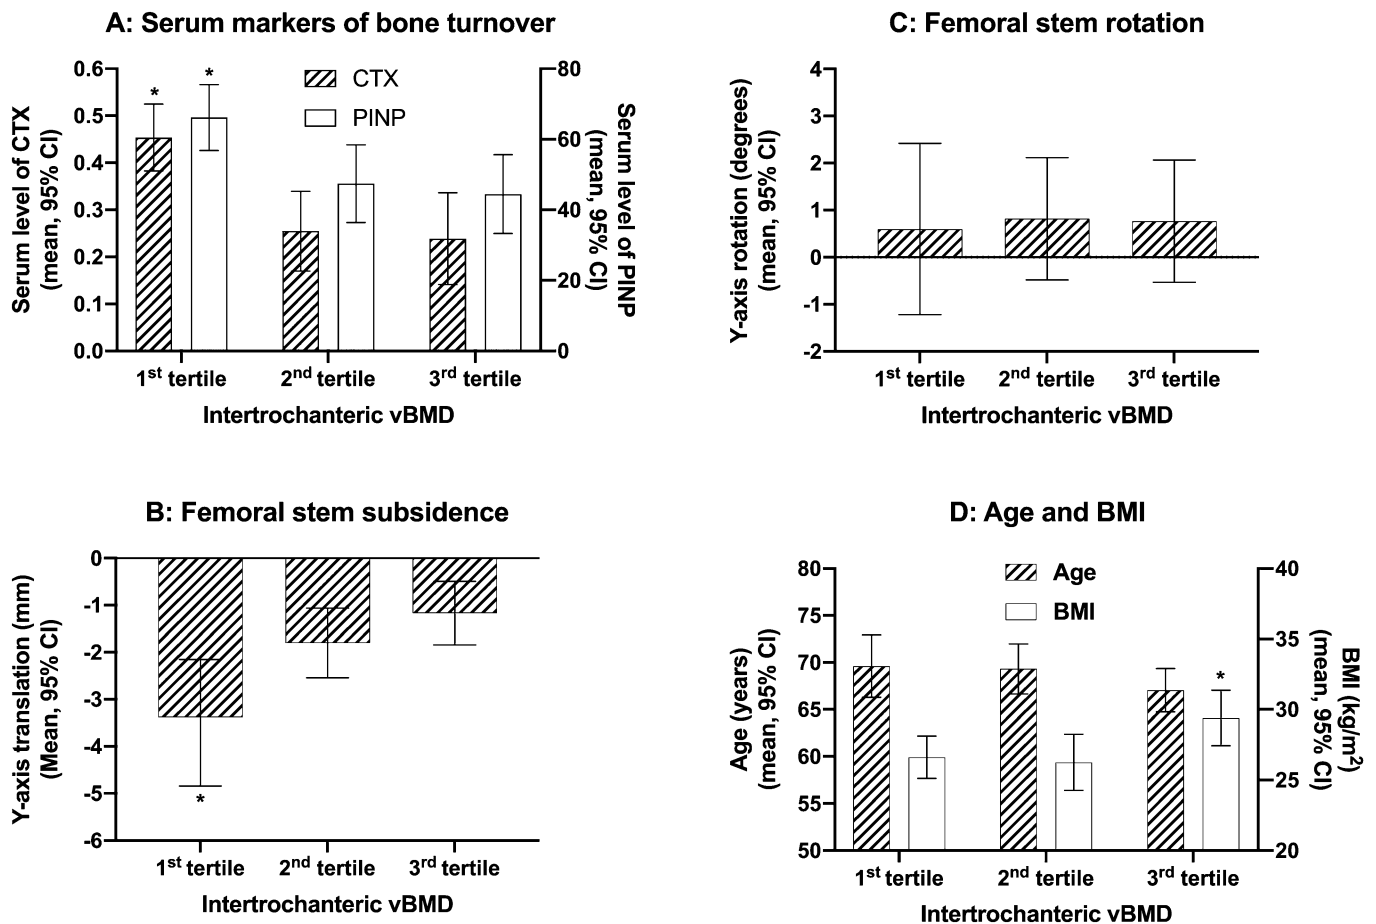 A: Serum markers of bone turnover
Serum level of CTX
(mean, 95% CI)
0.6
0.5
0.4
0.3
0.2
0.1
0.0
*
*
CTX
PINP
80
60
40
20
0
Serum level of PINP
(mean, 95% CI)
1st tertile
2nd tertile
3rd tertile
Intertrochanteric vBMD
C: Femoral stem rotation
Y-axis rotation (degrees)
(mean, 95% CI)
4
3
2
1
0
-1
-2
1st tertile
2nd tertile
3rd tertile
Intertrochanteric vBMD
B: Femoral stem subsidence
Y-axis translation (mm)
(Mean, 95% CI)
0
-1
-2
-3
-4
-5
-6
*
1st tertile
2nd tertile
3rd tertile
Intertrochanteric vBMD
D: Age and BMI
Age (years)
(mean, 95% CI)
80
75
70
65
60
55
50
Age
BMI
*
40
35
30
25
20
BMI (kg/m2)
(mean, 95% CI)
1st tertile
2nd tertile
3rd tertile
Intertrochanteric vBMD